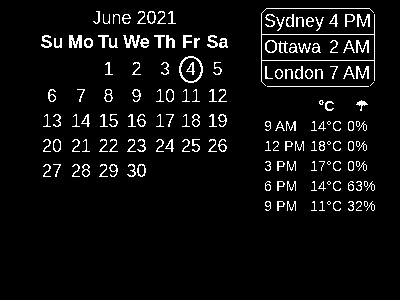 June 2021
Su Mo Tu We Th Fr Sa
1 2 3 4 5
6 7 8 9 10 11 12
13 14 15 16 17 18 19
20 21 22 23 24 25 26
27 28 29 30
Sydney 4 PM
Ottawa 2 AM
London 7 AM
°C ☂
9 AM 14°C 0%
12 PM 18°C 0%
3 PM 17°C 0%
6 PM 14°C 63%
9 PM 11°C 32%